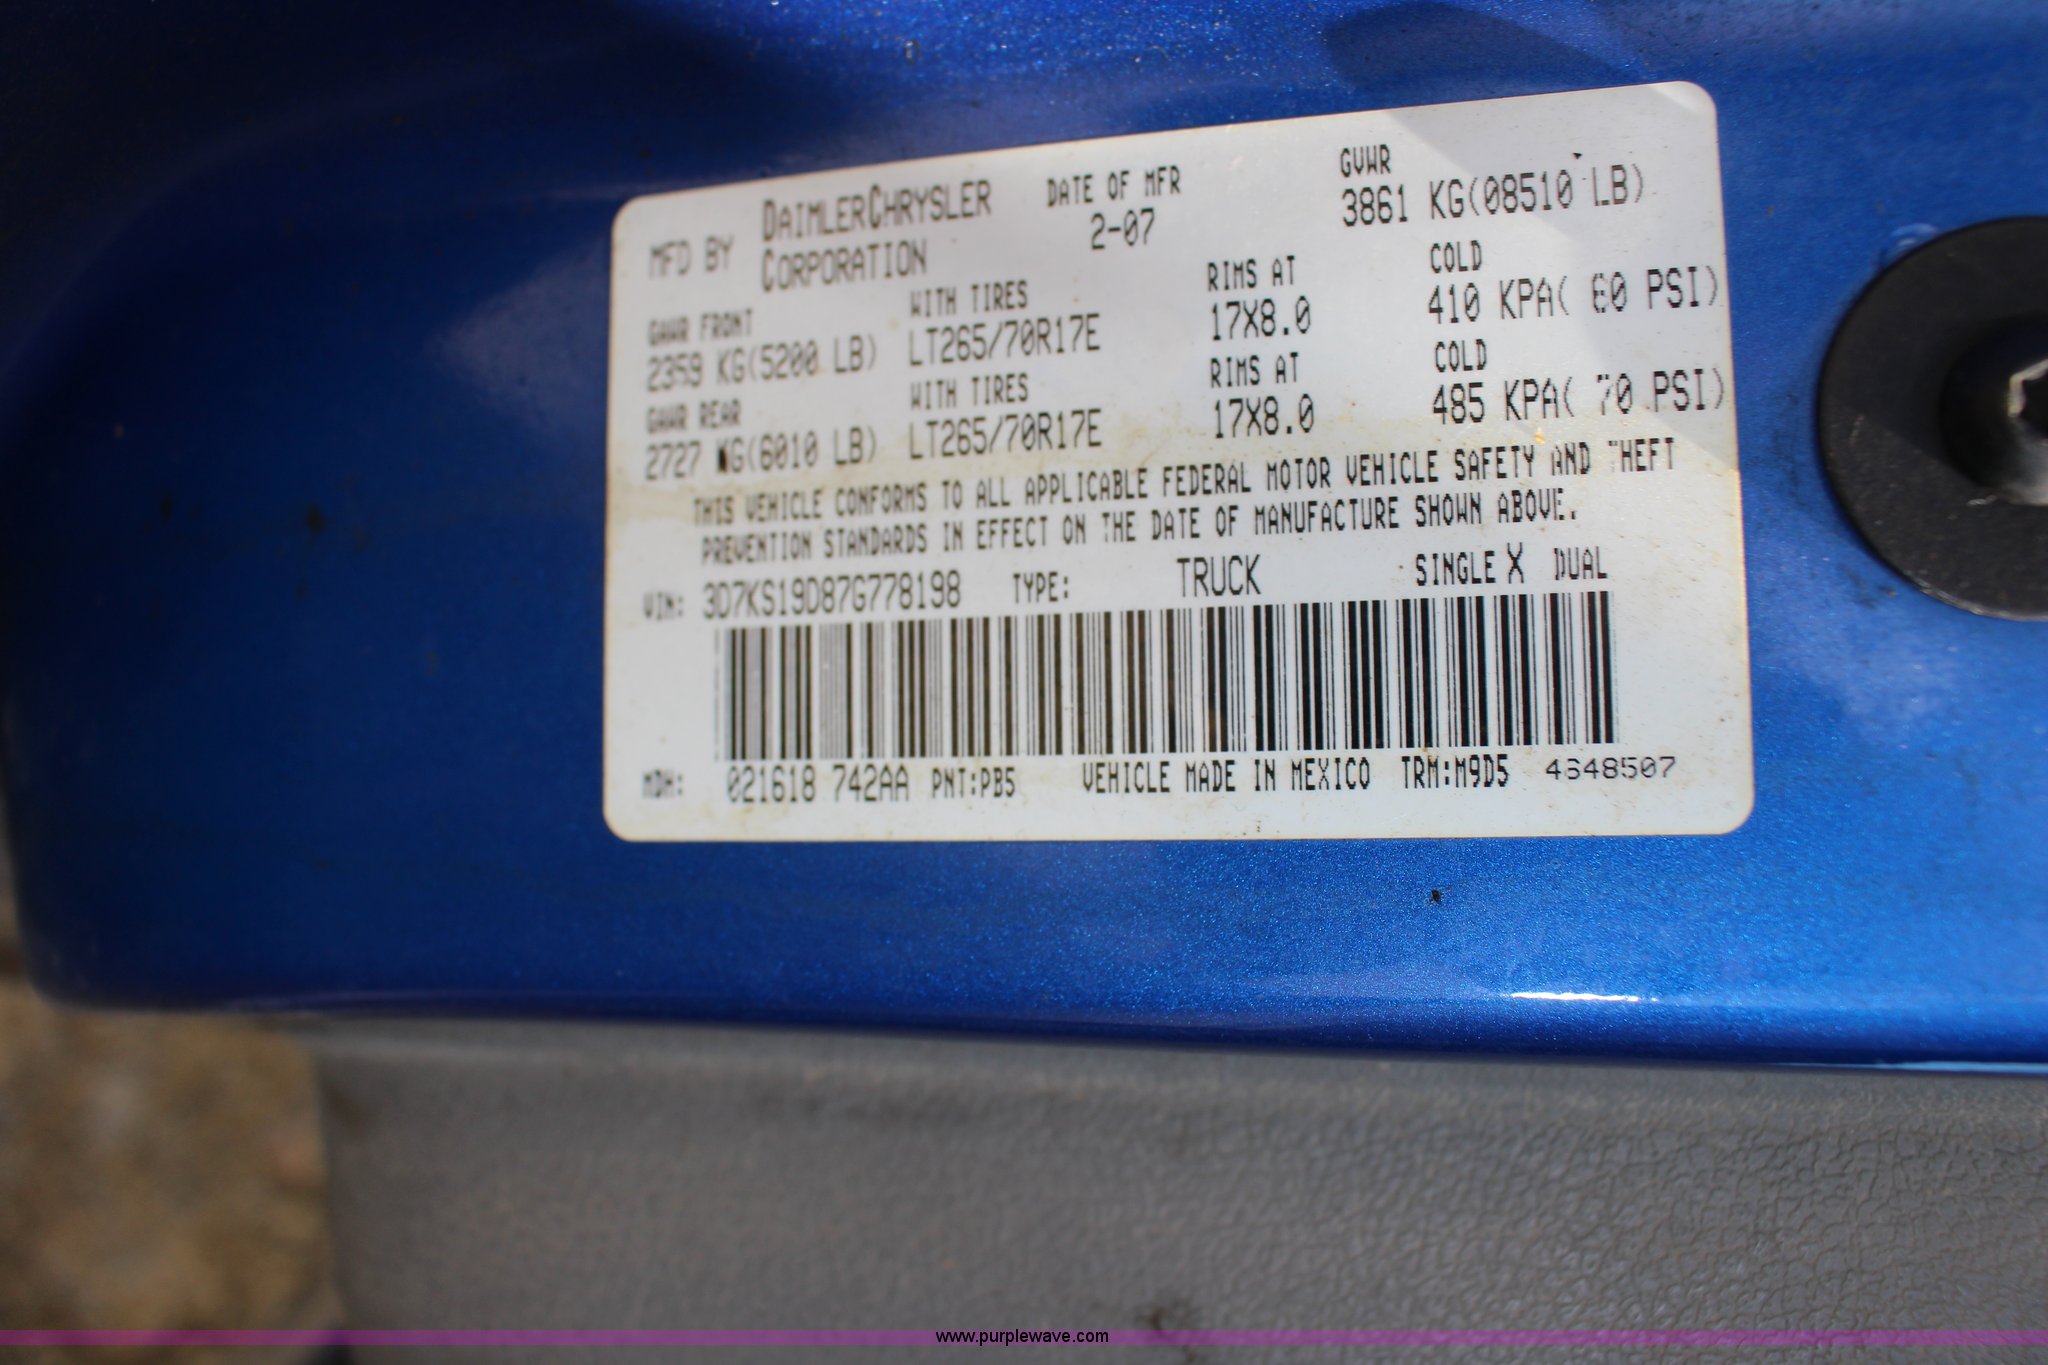 MFD BY DAIMLERCHRYSLER CORPORATION DATE OF MFR 2-07 GVWR 3861 KG(08510 LB)
GAWR FRONT WITH TIRES RIMS AT COLD
2359 KG(5200 LB) LT265/70R17E 17X8.0 410 KPA( 60 PSI)
GAWR REAR WITH TIRES RIMS AT COLD
2727 KG(6010 LB) LT265/70R17E 17X8.0 485 KPA( 70 PSI)
THIS VEHICLE CONFORMS TO ALL APPLICABLE FEDERAL MOTOR VEHICLE SAFETY AND THEFT
PREVENTION STANDARDS IN EFFECT ON THE DATE OF MANUFACTURE SHOWN ABOVE.
VIN: 3D7KS19D87G778198 TYPE: TRUCK SINGLE X DUAL
MDH: 021618 742AA PNT:PB5 VEHICLE MADE IN MEXICO TRM:M9D5 4648507
www.purplewave.com